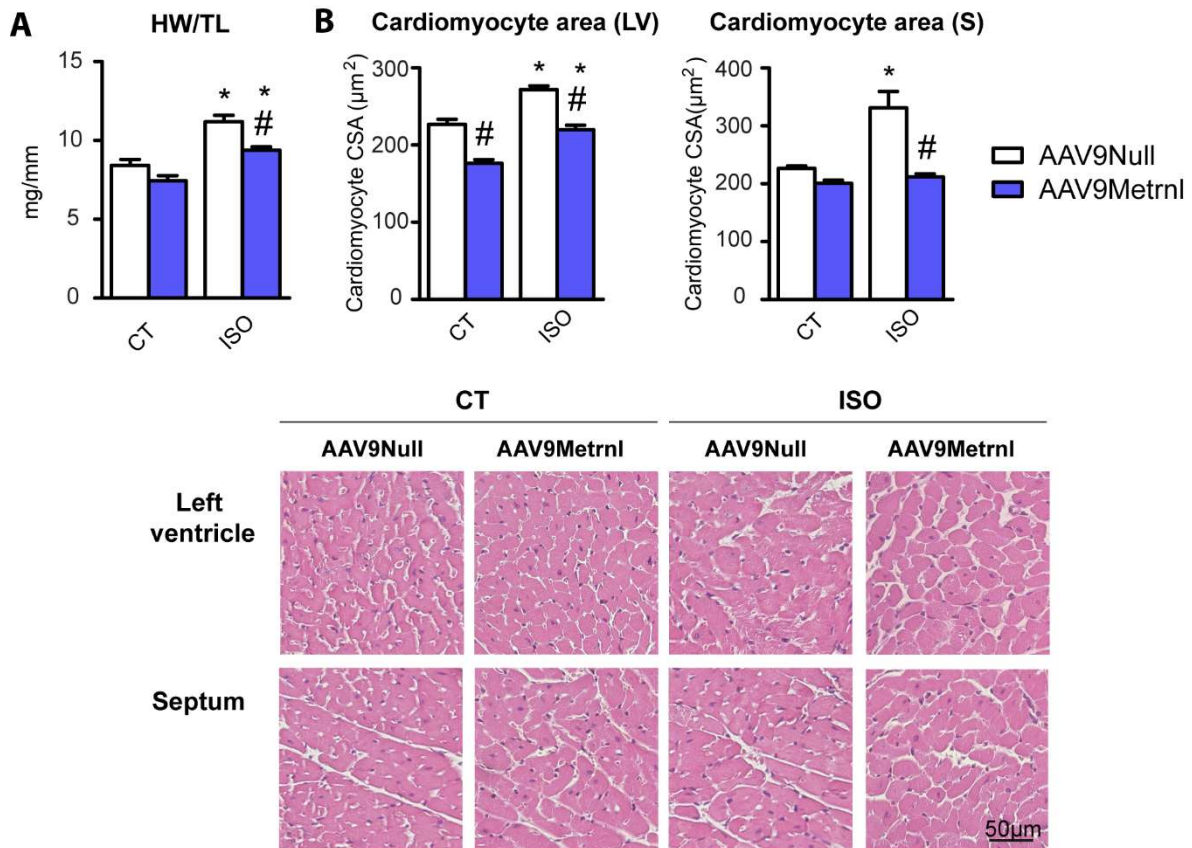 A
HW/TL
mg/mm
15
10
5
0
*
*
#
CT
ISO
B
Cardiomyocyte area (LV)
Cardiomyocyte CSA (µm²)
300
200
100
0
#
*
*
#
CT
ISO
Cardiomyocyte area (S)
Cardiomyocyte CSA(µm²)
400
300
200
100
0
*
#
CT
ISO
AAV9Null
AAV9Metrnl
CT
ISO
AAV9Null
AAV9Metrnl
AAV9Null
AAV9Metrnl
Left
ventricle
Septum
50µm